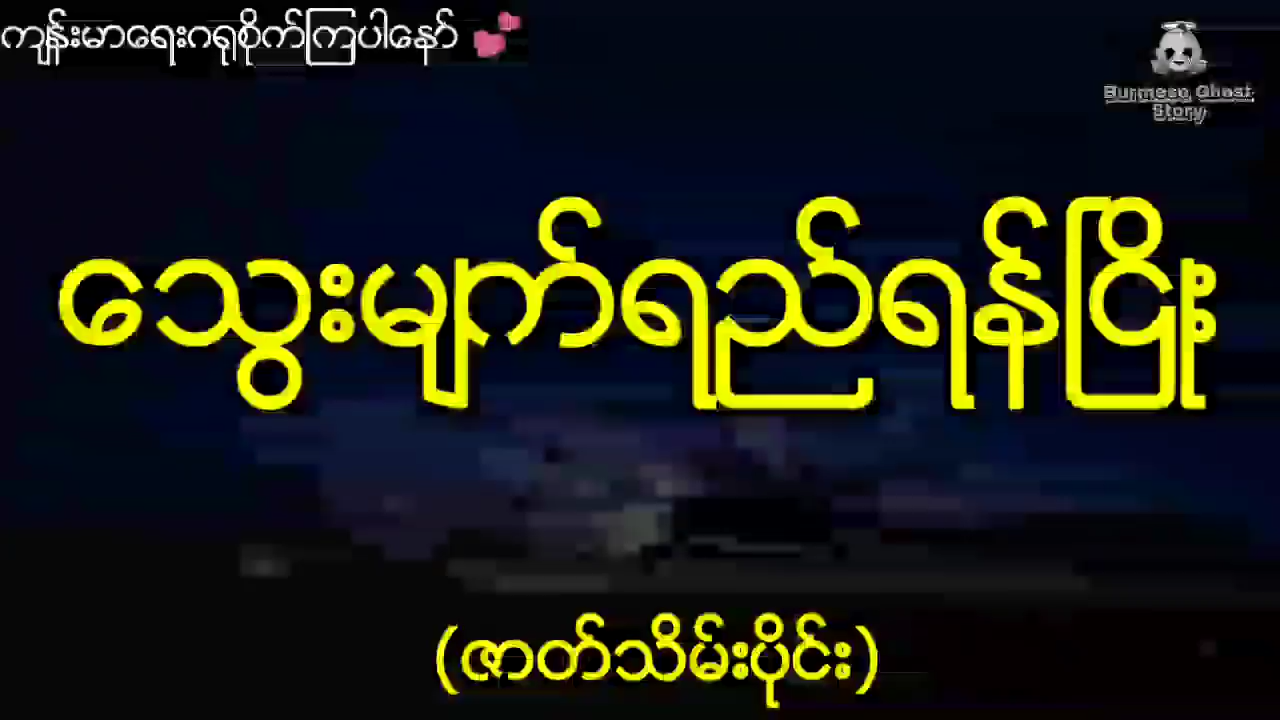 ကျန်းမာရေးဂရုစိုက်ကြပါနော် 💕
Burmese Ghost
Story
သွေးမျက်ရည်ရန်ငြိုး
(ဇာတ်သိမ်းပိုင်း)